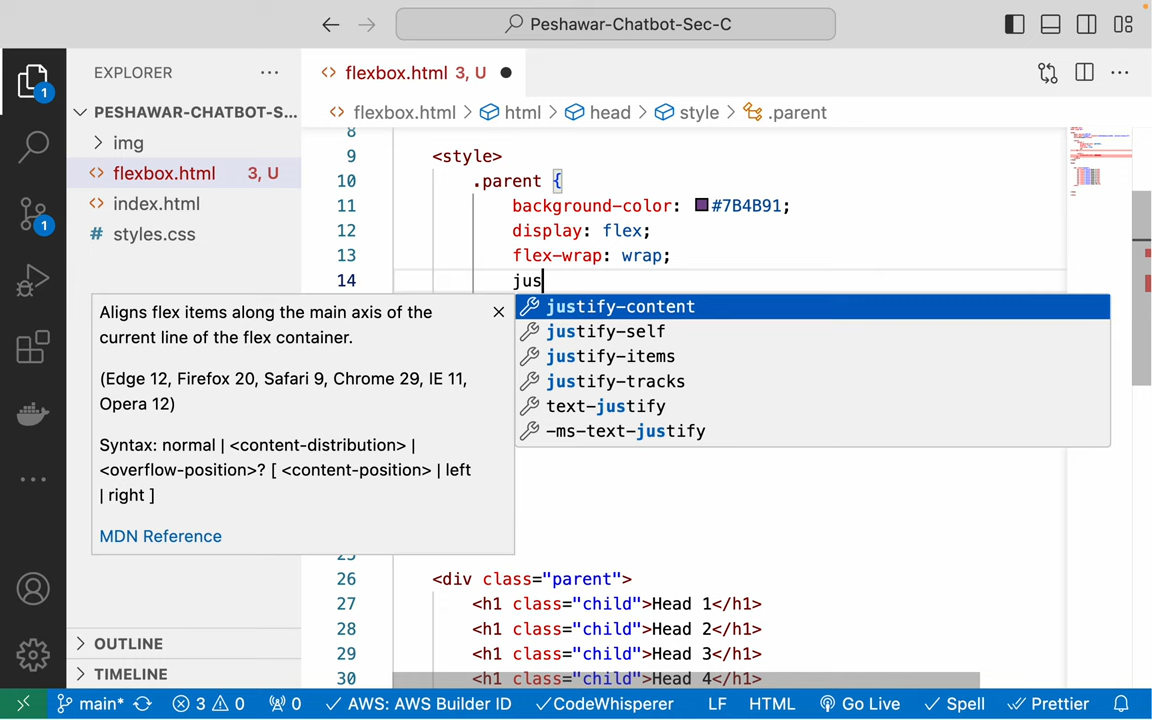 Peshawar-Chatbot-Sec-C
EXPLORER
PESHAWAR-CHATBOT-S...
img
flexbox.html 3, U
index.html
styles.css
OUTLINE
TIMELINE
1
1
flexbox.html 3, U
flexbox.html > html > head > style > .parent
8
9 <style>
10 .parent {
11 background-color: #7B4B91;
12 display: flex;
13 flex-wrap: wrap;
14 jus
justify-content
justify-self
justify-items
justify-tracks
text-justify
-ms-text-justify
Aligns flex items along the main axis of the
current line of the flex container.
(Edge 12, Firefox 20, Safari 9, Chrome 29, IE 11,
Opera 12)
Syntax: normal | <content-distribution> |
<overflow-position>? [ <content-position> | left
| right ]
MDN Reference
25
26 <div class="parent">
27 <h1 class="child">Head 1</h1>
28 <h1 class="child">Head 2</h1>
29 <h1 class="child">Head 3</h1>
30 <h1 class="child">Head 4</h1>
main* 3 0 0 AWS: AWS Builder ID CodeWhisperer LF HTML Go Live Spell Prettier